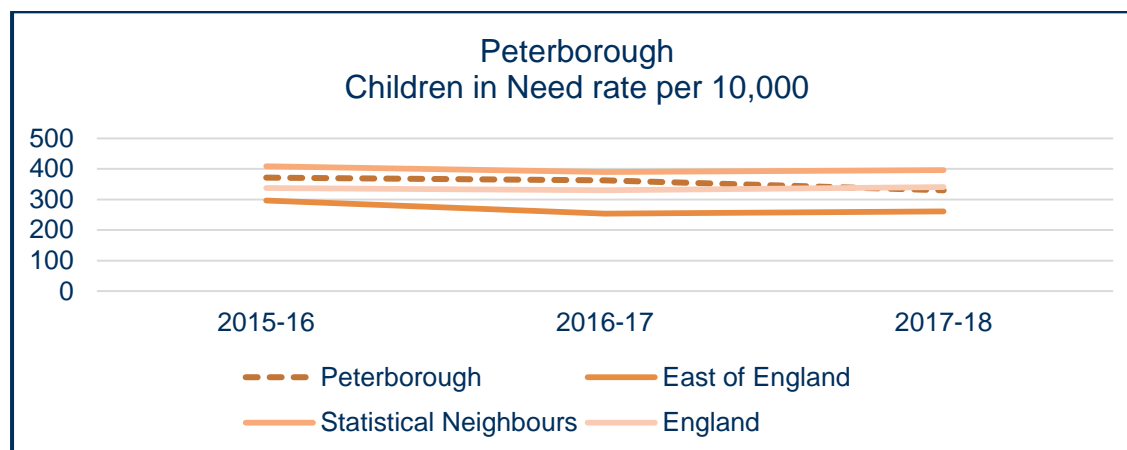 Peterborough
Children in Need rate per 10,000
500
400
300
200
100
0
2015-16 2016-17 2017-18
Peterborough East of England
Statistical Neighbours England